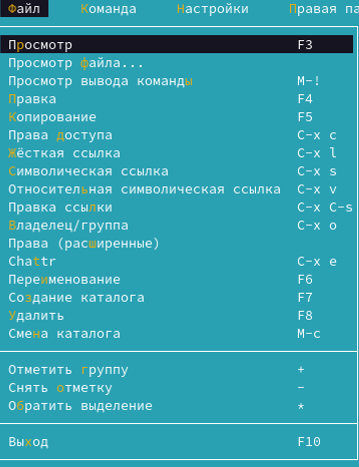 Файл Команда Настройки Правая па
Просмотр F3
Просмотр файла...
Просмотр вывода команды M-!
Правка F4
Копирование F5
Права доступа C-x c
Жёсткая ссылка C-x l
Символическая ссылка C-x s
Относительная символическая ссылка C-x v
Правка ссылки C-x C-s
Владелец/группа C-x o
Права (расширенные)
Chattr C-x e
Переименование F6
Создание каталога F7
Удалить F8
Смена каталога M-c
Отметить группу +
Снять отметку -
Обратить выделение *
Выход F10